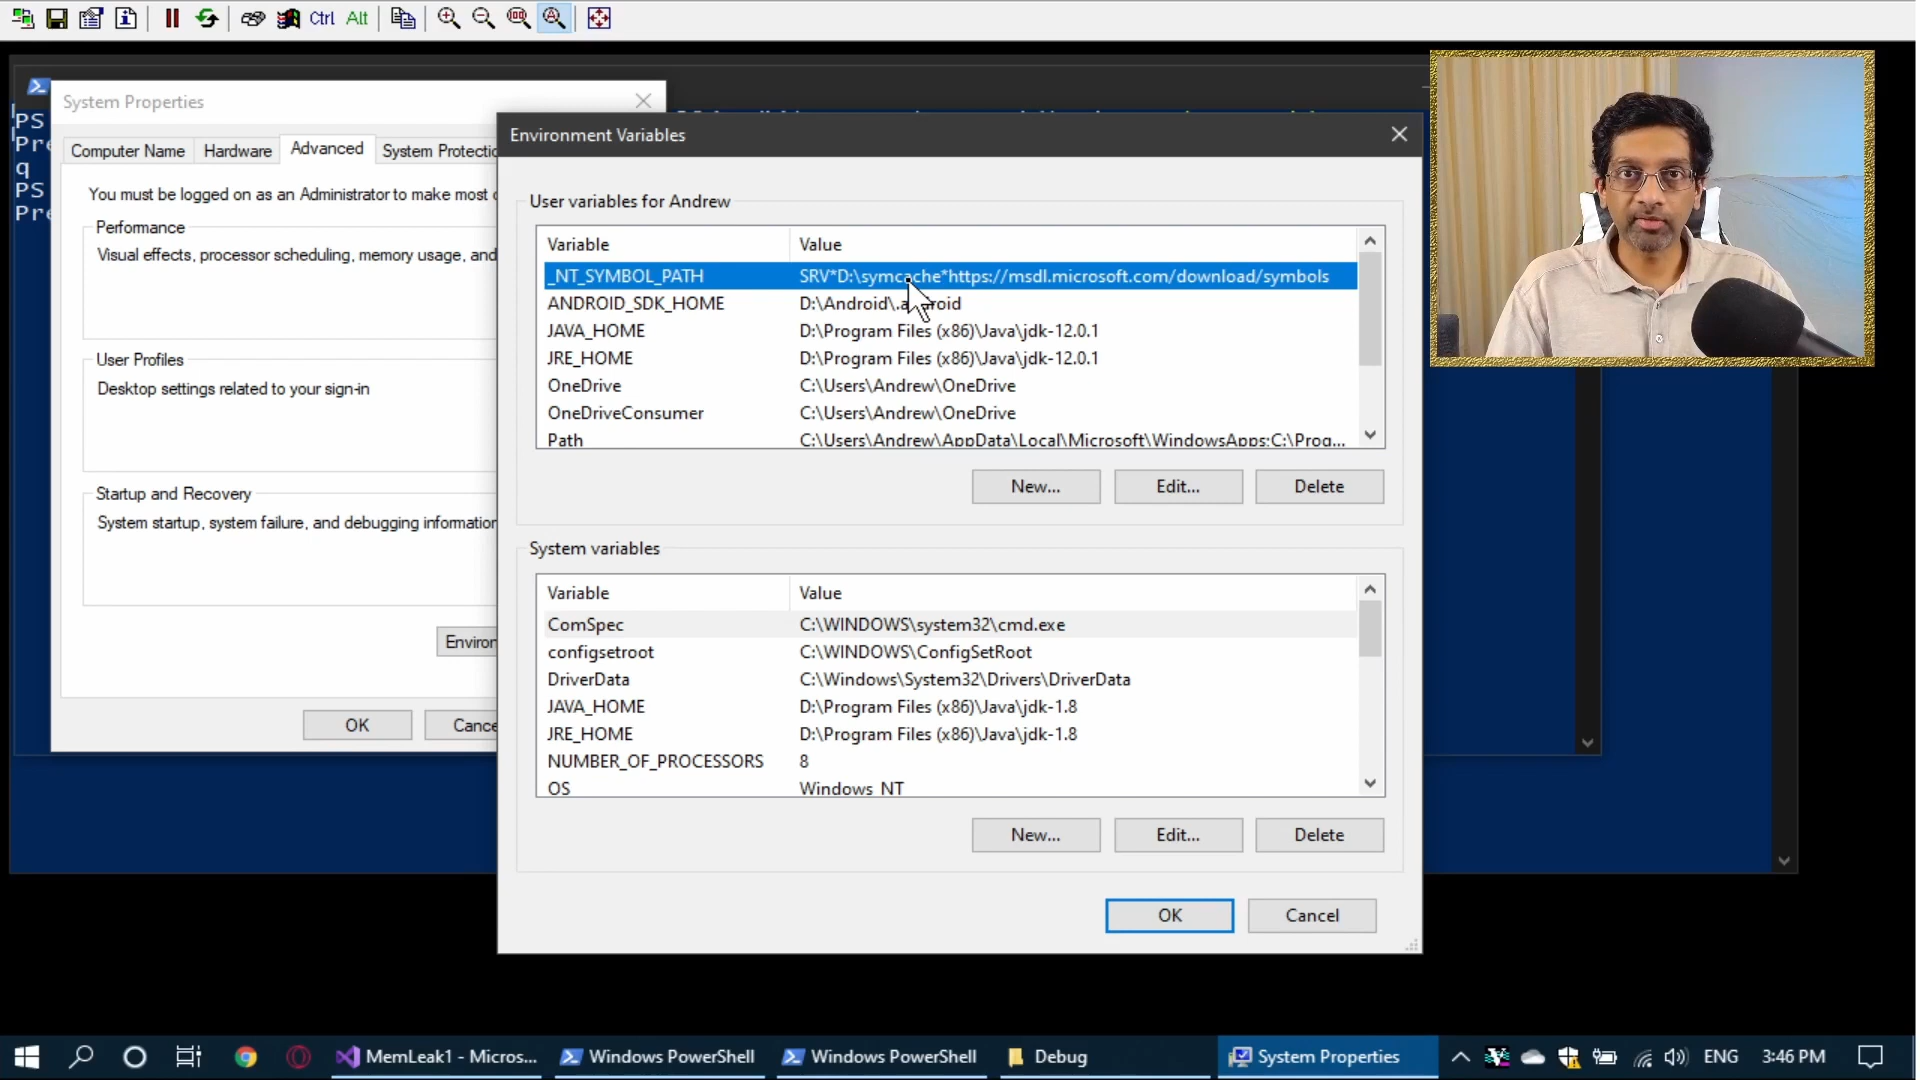 Ctrl Alt
System Properties
Computer Name Hardware Advanced System Protectio
You must be logged on as an Administrator to make most
Performance
Visual effects, processor scheduling, memory usage, and
User Profiles
Desktop settings related to your sign-in
Startup and Recovery
System startup, system failure, and debugging information
Environ
OK Cance
PS
Pre
q
PS
Pre
Environment Variables
User variables for Andrew
Variable Value
_NT_SYMBOL_PATH SRV*D:\symcache*https://msdl.microsoft.com/download/symbols
ANDROID_SDK_HOME D:\Android\.android
JAVA_HOME D:\Program Files (x86)\Java\jdk-12.0.1
JRE_HOME D:\Program Files (x86)\Java\jdk-12.0.1
OneDrive C:\Users\Andrew\OneDrive
OneDriveConsumer C:\Users\Andrew\OneDrive
Path C:\Users\Andrew\AppData\Local\Microsoft\WindowsApps;C:\Prog...
New... Edit... Delete
System variables
Variable Value
ComSpec C:\WINDOWS\system32\cmd.exe
configsetroot C:\WINDOWS\ConfigSetRoot
DriverData C:\Windows\System32\Drivers\DriverData
JAVA_HOME D:\Program Files (x86)\Java\jdk-1.8
JRE_HOME D:\Program Files (x86)\Java\jdk-1.8
NUMBER_OF_PROCESSORS 8
OS Windows_NT
New... Edit... Delete
OK Cancel
MemLeak1 - Micros... Windows PowerShell Windows PowerShell Debug System Properties ENG 3:46 PM